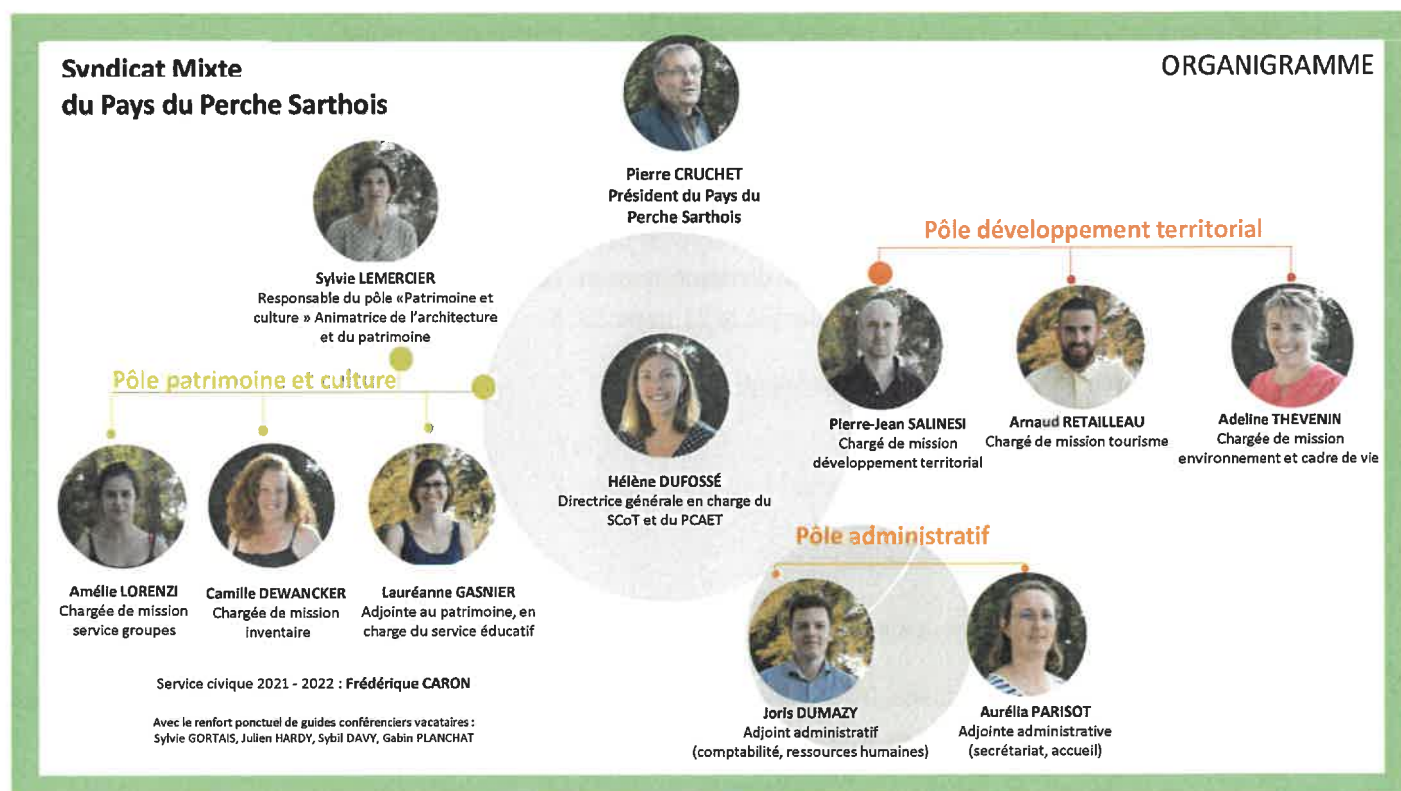 Syndicat Mixte
du Pays du Perche Sarthois
ORGANIGRAMME
Pierre CRUCHET
Président du Pays du
Perche Sarthois
Sylvie LEMERCIER
Responsable du pôle «Patrimoine et
culture » Animatrice de l'architecture
et du patrimoine
Pôle patrimoine et culture
Amélie LORENZI
Chargée de mission
service groupes
Camille DEWANCKER
Chargée de mission
inventaire
Lauréanne GASNIER
Adjointe au patrimoine, en
charge du service éducatif
Service civique 2021 - 2022 : Frédérique CARON
Avec le renfort ponctuel de guides conférenciers vacataires :
Sylvie GORTAIS, Julien HARDY, Sybil DAVY, Gabin PLANCHAT
Hélène DUFOSSÉ
Directrice générale en charge du
SCoT et du PCAET
Pôle développement territorial
Pierre-Jean SALINESI
Chargé de mission
développement territorial
Arnaud RETAILLEAU
Chargé de mission tourisme
Adeline THÉVENIN
Chargée de mission
environnement et cadre de vie
Pôle administratif
Joris DUMAZY
Adjoint administratif
(comptabilité, ressources humaines)
Aurélia PARISOT
Adjointe administrative
(secrétariat, accueil)